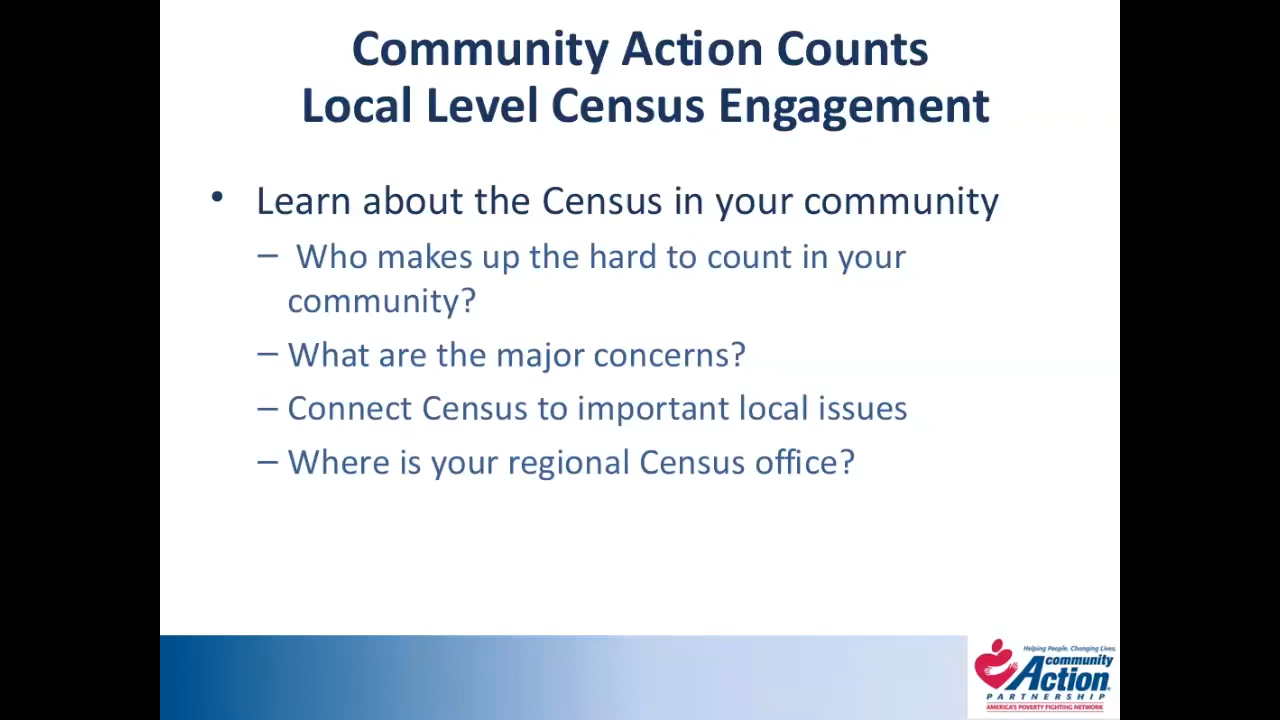 Community Action Counts
Local Level Census Engagement
• Learn about the Census in your community
– Who makes up the hard to count in your
community?
– What are the major concerns?
– Connect Census to important local issues
– Where is your regional Census office?
Helping People. Changing Lives.
community
Action®
PARTNERSHIP
AMERICA'S POVERTY FIGHTING NETWORK